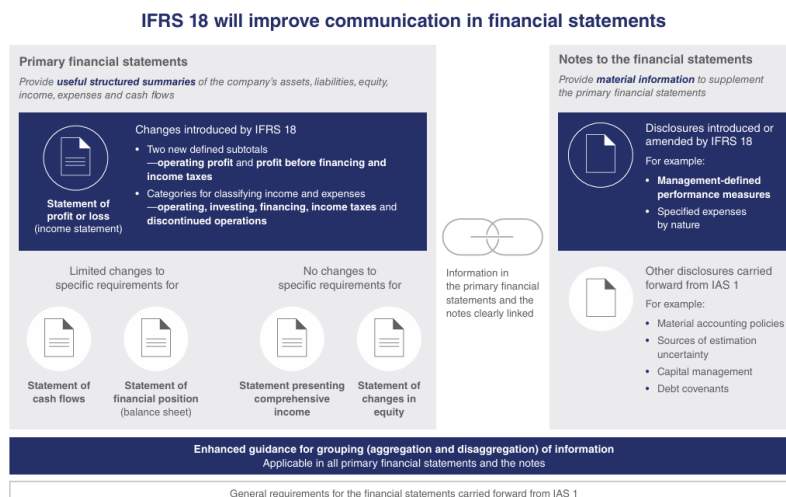 IFRS 18 will improve communication in financial statements
Primary financial statements
Provide useful structured summaries of the company's assets, liabilities, equity,
income, expenses and cash flows
Statement of
profit or loss
(income statement)
Changes introduced by IFRS 18
• Two new defined subtotals
—operating profit and profit before financing and
income taxes
• Categories for classifying income and expenses
—operating, investing, financing, income taxes and
discontinued operations
Limited changes to
specific requirements for
Statement of
cash flows
Statement of
financial position
(balance sheet)
No changes to
specific requirements for
Statement presenting
comprehensive
income
Statement of
changes in
equity
Information in
the primary financial
statements and the
notes clearly linked
Notes to the financial statements
Provide material information to supplement
the primary financial statements
Disclosures introduced or
amended by IFRS 18
For example:
• Management-defined
performance measures
• Specified expenses
by nature
Other disclosures carried
forward from IAS 1
For example:
• Material accounting policies
• Sources of estimation
uncertainty
• Capital management
• Debt covenants
Enhanced guidance for grouping (aggregation and disaggregation) of information
Applicable in all primary financial statements and the notes
General requirements for the financial statements carried forward from IAS 1